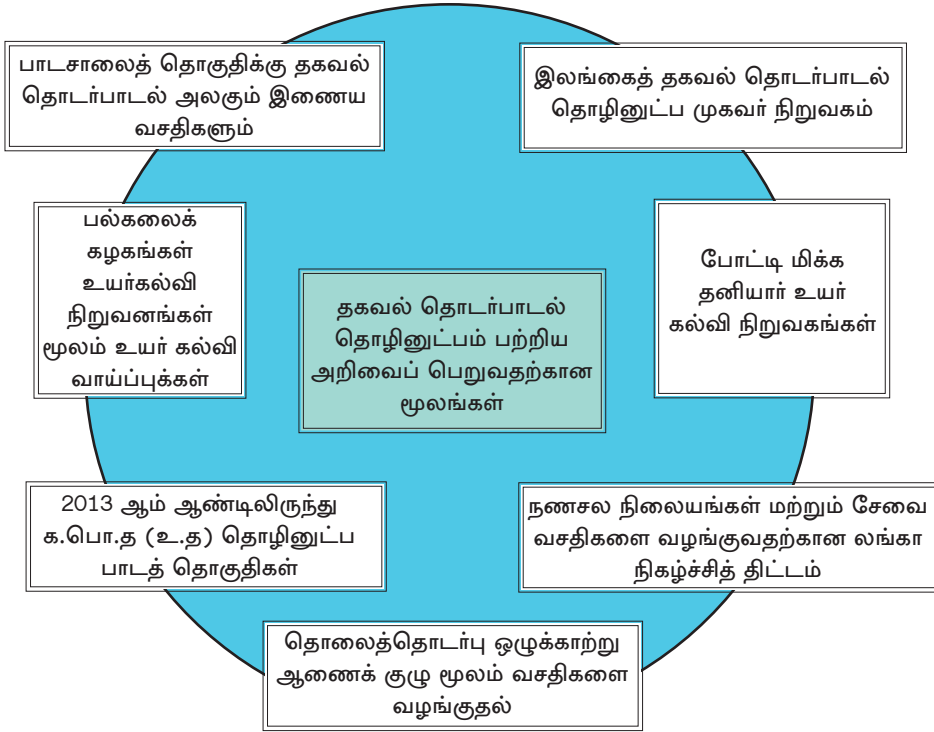 பாடசாலைத் தொகுதிக்கு தகவல்
தொடர்பாடல் அலகும் இணைய
வசதிகளும்
இலங்கைத் தகவல் தொடர்பாடல்
தொழினுட்ப முகவர் நிறுவகம்
பல்கலைக்
கழகங்கள்
உயர்கல்வி
நிறுவனங்கள்
மூலம் உயர் கல்வி
வாய்ப்புக்கள்
தகவல் தொடர்பாடல்
தொழினுட்பம் பற்றிய
அறிவைப் பெறுவதற்கான
மூலங்கள்
போட்டி மிக்க
தனியார் உயர்
கல்வி நிறுவகங்கள்
2013 ஆம் ஆண்டிலிருந்து
க.பொ.த (உ.த) தொழினுட்ப
பாடத் தொகுதிகள்
நணசல நிலையங்கள் மற்றும் சேவை
வசதிகளை வழங்குவதற்கான லங்கா
நிகழ்ச்சித் திட்டம்
தொலைத்தொடர்பு ஒழுக்காற்று
ஆணைக் குழு மூலம் வசதிகளை
வழங்குதல்